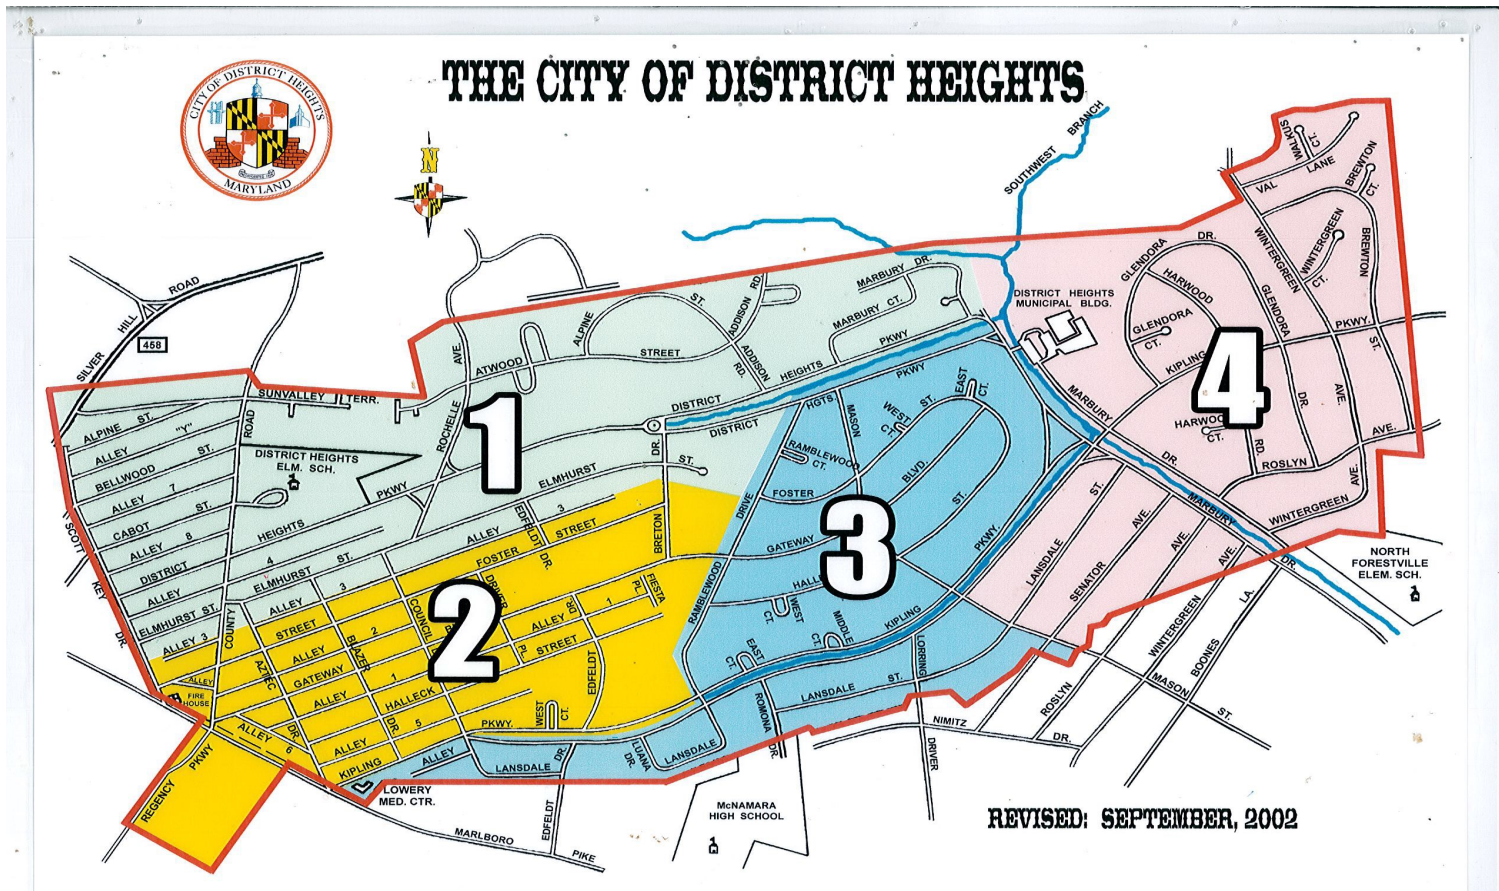 THE CITY OF DISTRICT HEIGHTS
CITY OF DISTRICT HEIGHTS
MARYLAND
N
SOUTHWEST BRANCH
SILVER HILL ROAD
458
WALKUS CT.
VAL LANE
BREWTON CT.
WINTERGREEN CT.
BREWTON ST.
WINTERGREEN AVE.
GLENDORA DR.
GLENDORA DR.
HARWOOD RD.
GLENDORA CT.
KIPLING PKWY.
4
HARWOOD CT.
ROSLYN AVE.
WINTERGREEN AVE.
DISTRICT HEIGHTS
MUNICIPAL BLDG.
MARBURY DR.
MARBURY DR.
MARBURY DR.
MARBURY CT.
ALPINE ST.
ADDISON RD.
ADDISON RD.
ATWOOD STREET
ROCHELLE AVE.
DISTRICT HEIGHTS PKWY
DISTRICT HGTS. PKWY
SUNVALLEY TERR.
ALPINE ST.
ALLEY "Y"
BELLWOOD ST.
ALLEY 7
CABOT ST.
ALLEY 8
DISTRICT HEIGHTS PKWY
ALLEY 4
ELMHURST ST.
ELMHURST ST.
ALLEY 3
ALLEY 3
COUNTY ROAD
SCOTT KEY DR.
DISTRICT HEIGHTS
ELM. SCH.
1
ELMHURST ST.
ALLEY 3
FOSTER STREET
EDFELDT DR.
BRETON DR.
STREET
ALLEY 2
GATEWAY
ALLEY 1
HALLECK STREET
ALLEY 5
KIPLING PKWY.
AZTEC DR.
BLAZER DR.
COUNCIL
DRIVER
PL.
ALLEY 1
DR.
FIESTA PL.
EDFELDT
WEST CT.
2
ALLEY
FIRE
HOUSE
ALLEY 6
REGENCY PKWY
ALLEY
LOWERY
MED. CTR.
LANSDALE DR.
EDFELDT
MARLBORO PIKE
LUANA DR.
LANSDALE
ROMONA DR.
LANSDALE ST.
LORRING DRIVER
NIMITZ DR.
MASON
WEST CT.
EAST CT.
ST.
RAMBLEWOOD CT.
FOSTER
RAMBLEWOOD DRIVE
GATEWAY BLVD.
ST.
WEST CT.
MIDDLE CT.
EAST CT.
KIPLING PKWY.
3
LANSDALE ST.
SENATOR AVE.
AVE.
WINTERGREEN AVE.
ROSLYN
BOONES LA.
MASON ST.
NORTH
FORESTVILLE
ELEM. SCH.
McNAMARA
HIGH SCHOOL
REVISED: SEPTEMBER, 2002